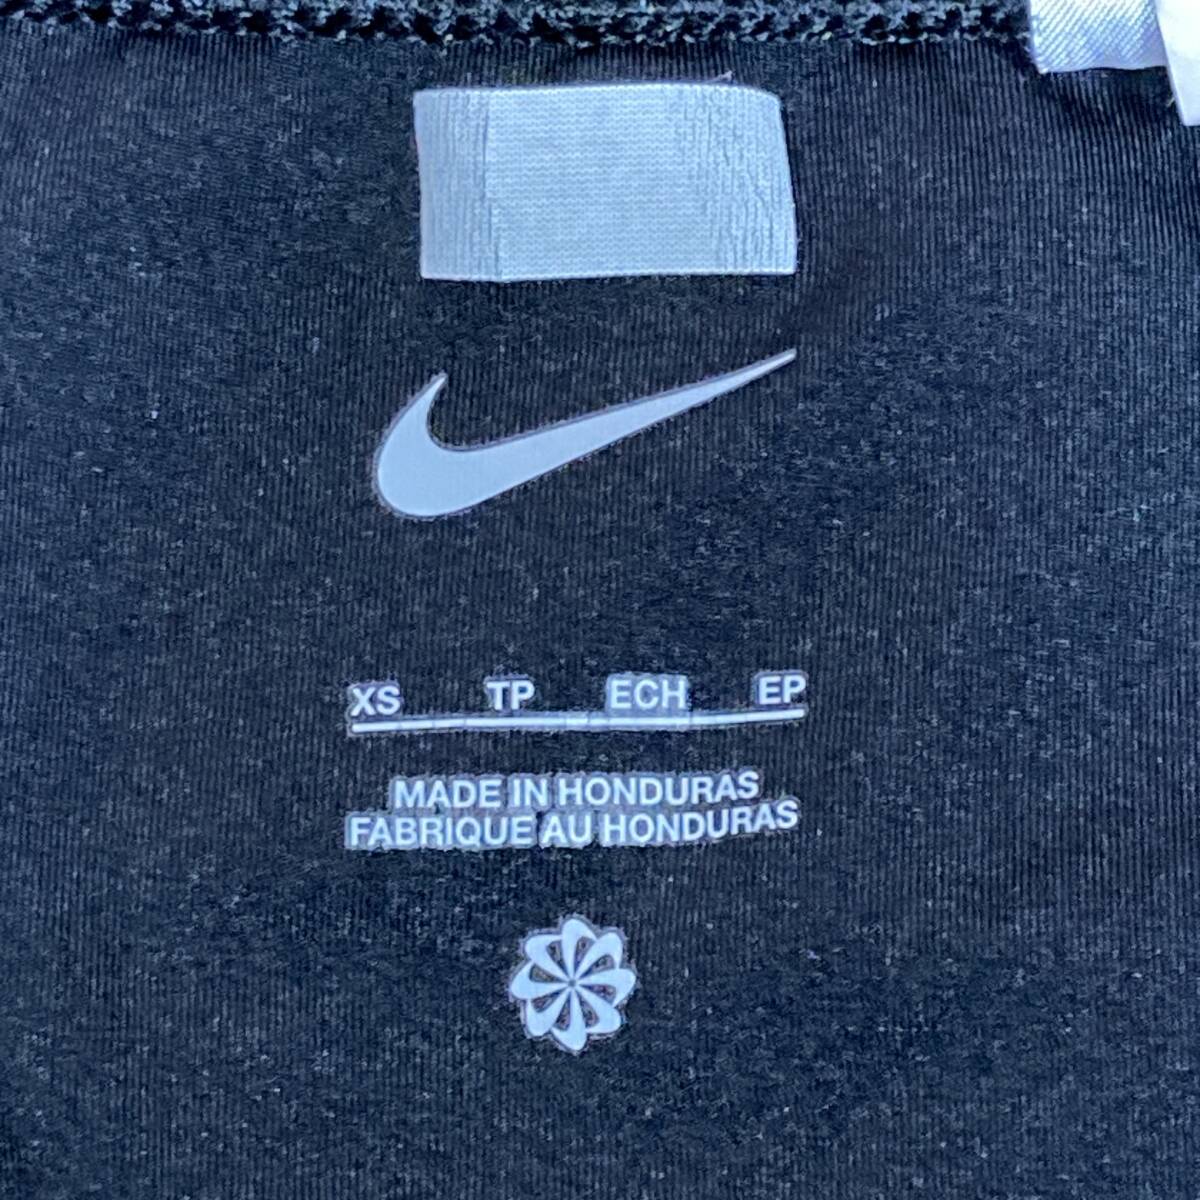 XS TP ECH EP
MADE IN HONDURAS
FABRIQUE AU HONDURAS